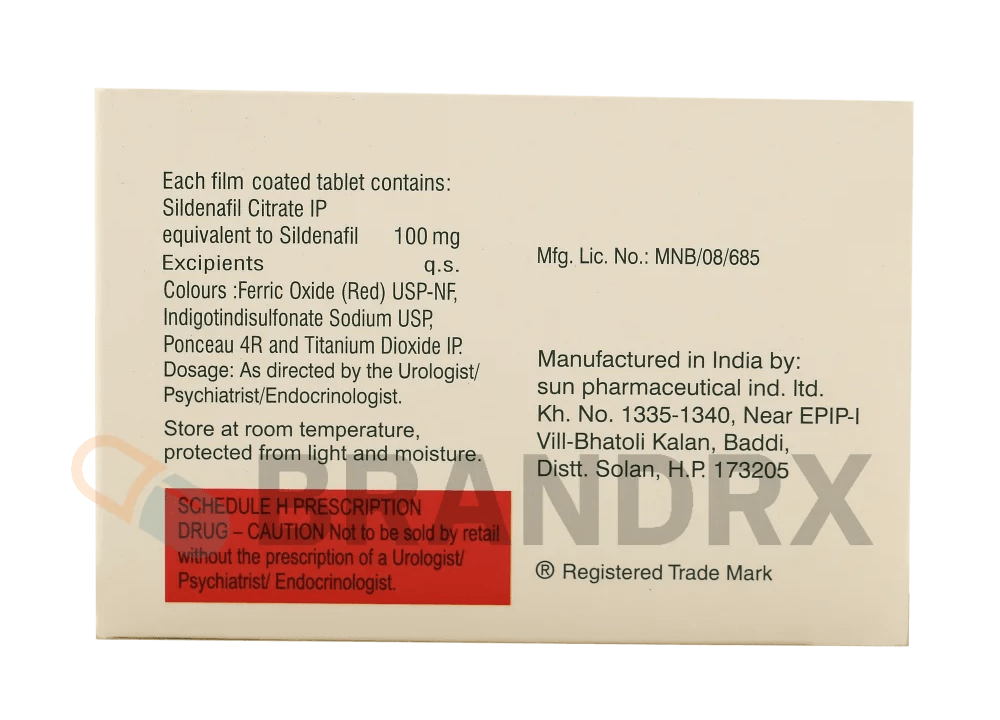 Each film coated tablet contains:
Sildenafil Citrate IP
equivalent to Sildenafil 100 mg
Excipients q.s.
Colours :Ferric Oxide (Red) USP-NF,
Indigotindisulfonate Sodium USP,
Ponceau 4R and Titanium Dioxide IP.
Dosage: As directed by the Urologist/
Psychiatrist/Endocrinologist.
Store at room temperature,
protected from light and moisture.
SCHEDULE H PRESCRIPTION
DRUG – CAUTION Not to be sold by retail
without the prescription of a Urologist/
Psychiatrist/ Endocrinologist.
Mfg. Lic. No.: MNB/08/685
Manufactured in India by:
sun pharmaceutical ind. ltd.
Kh. No. 1335-1340, Near EPIP-I
Vill-Bhatoli Kalan, Baddi,
Distt. Solan, H.P. 173205
® Registered Trade Mark
BRANDRX